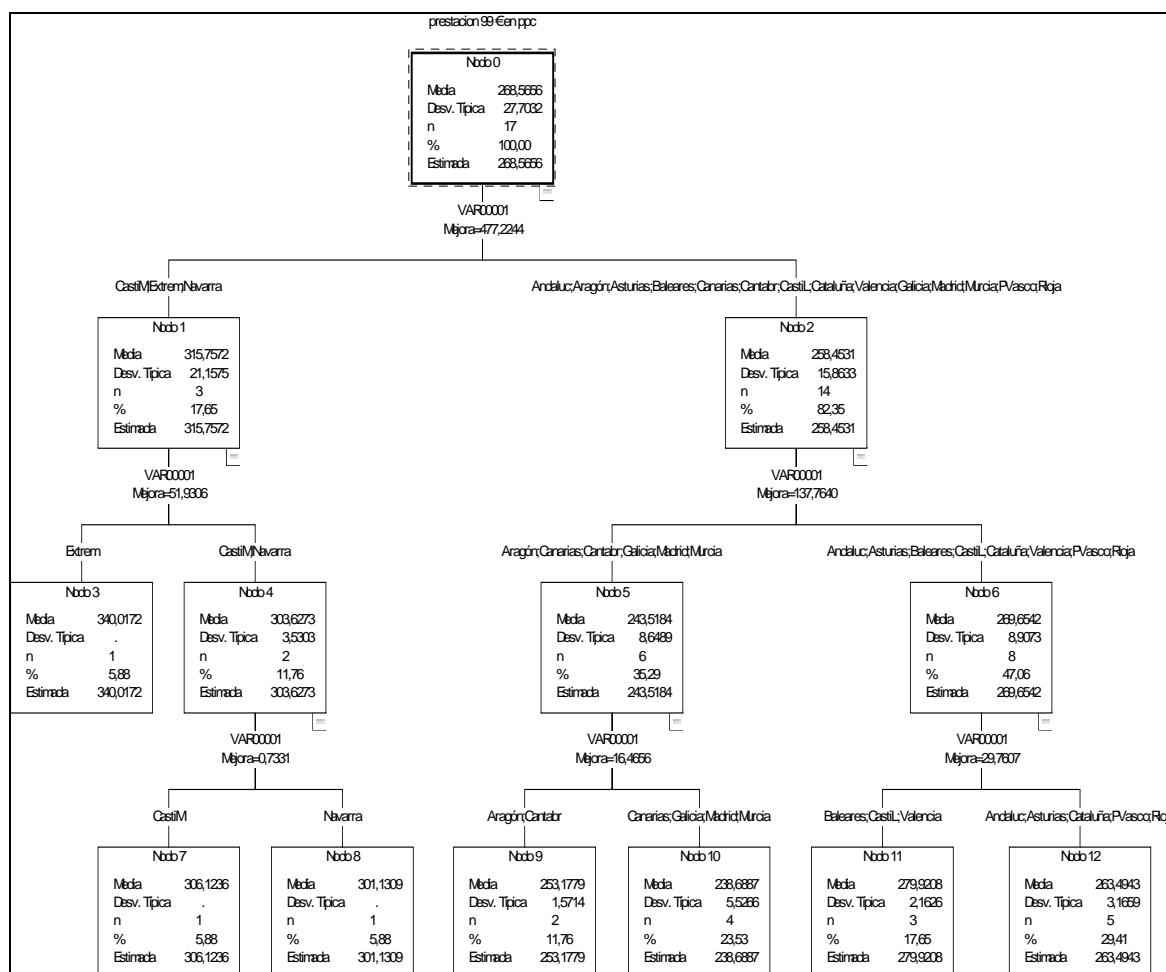 prestacion 99 € en ppc
Nodo 0
Media 268,5656
Desv. Típica 27,7032
n 17
% 100,00
Estimada 268,5656
VAR00001
Mejora=477,2244
CastiM;Extrem;Navarra
Andaluc;Aragón;Asturias;Baleares;Canarias;Cantabr;CastiL;Cataluña;Valencia;Galicia;Madrid;Murcia;PVasco;Rioja
Nodo 1
Media 315,7572
Desv. Típica 21,1575
n 3
% 17,65
Estimada 315,7572
Nodo 2
Media 258,4531
Desv. Típica 15,8633
n 14
% 82,35
Estimada 258,4531
VAR00001
Mejora=51,9306
VAR00001
Mejora=137,7640
Extrem
CastiM;Navarra
Aragón;Canarias;Cantabr;Galicia;Madrid;Murcia
Andaluc;Asturias;Baleares;CastiL;Cataluña;Valencia;PVasco;Rioja
Nodo 3
Media 340,0172
Desv. Típica .
n 1
% 5,88
Estimada 340,0172
Nodo 4
Media 303,6273
Desv. Típica 3,5303
n 2
% 11,76
Estimada 303,6273
Nodo 5
Media 243,5184
Desv. Típica 8,6489
n 6
% 35,29
Estimada 243,5184
Nodo 6
Media 269,6542
Desv. Típica 8,9073
n 8
% 47,06
Estimada 269,6542
VAR00001
Mejora=0,7331
VAR00001
Mejora=16,4656
VAR00001
Mejora=29,7607
CastiM
Navarra
Aragón;Cantabr
Canarias;Galicia;Madrid;Murcia
Baleares;CastiL;Valencia
Andaluc;Asturias;Cataluña;PVasco;Rioj
Nodo 7
Media 306,1236
Desv. Típica .
n 1
% 5,88
Estimada 306,1236
Nodo 8
Media 301,1309
Desv. Típica .
n 1
% 5,88
Estimada 301,1309
Nodo 9
Media 253,1779
Desv. Típica 1,5714
n 2
% 11,76
Estimada 253,1779
Nodo 10
Media 238,6887
Desv. Típica 5,5266
n 4
% 23,53
Estimada 238,6887
Nodo 11
Media 279,9208
Desv. Típica 2,1626
n 3
% 17,65
Estimada 279,9208
Nodo 12
Media 263,4943
Desv. Típica 3,1659
n 5
% 29,41
Estimada 263,4943